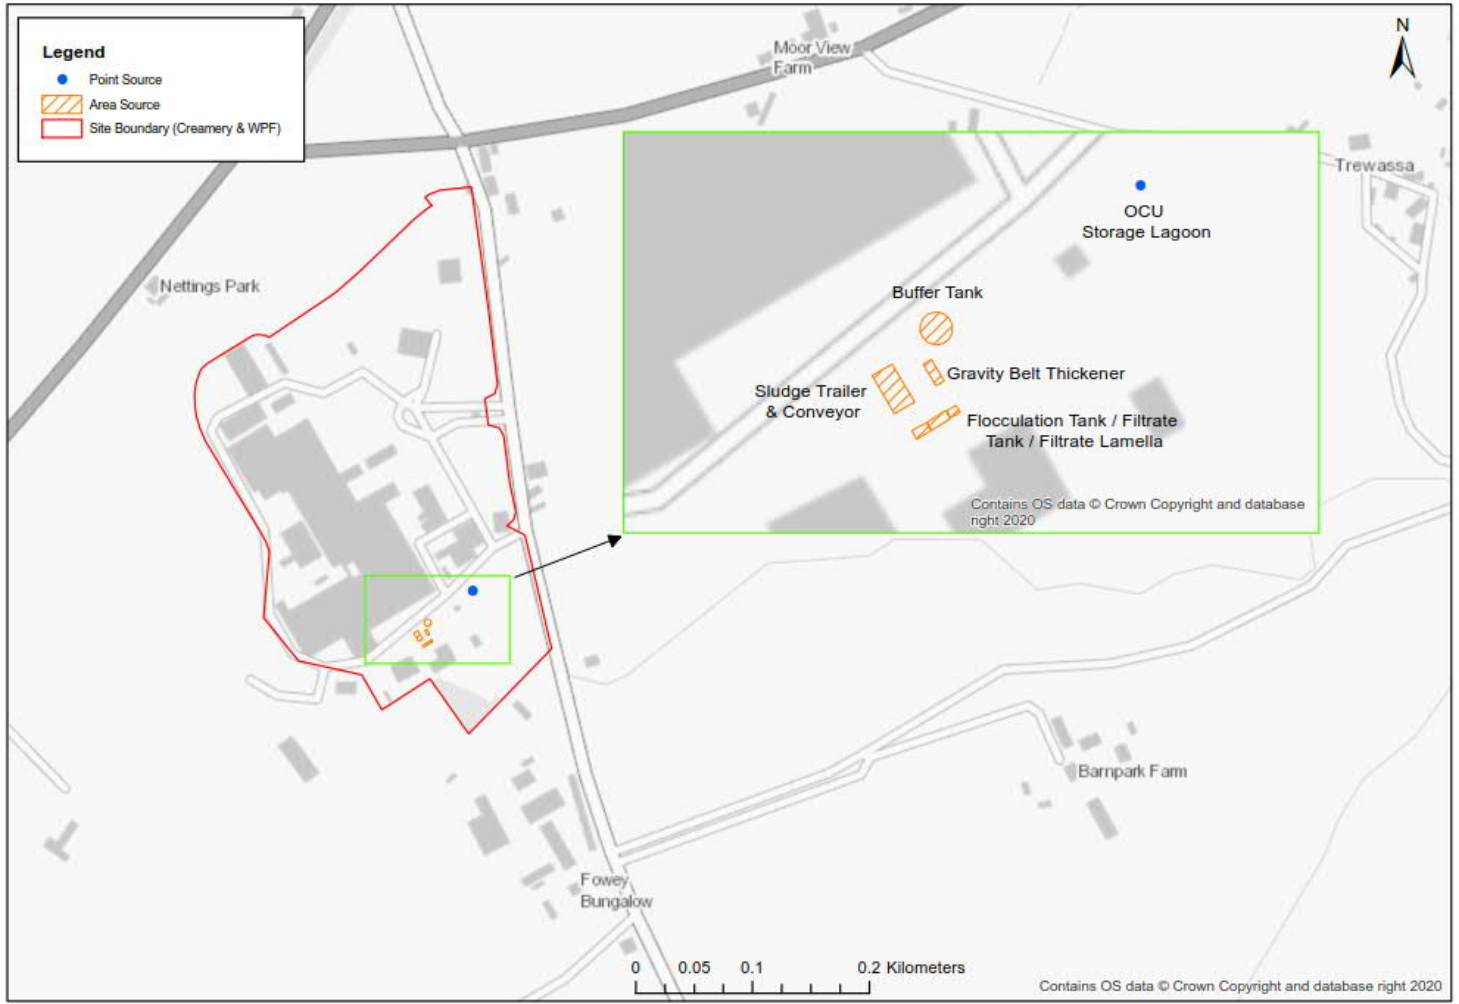 Legend
Point Source
Area Source
Site Boundary (Creamery & WPF)
N
Moor View
Farm
Trewassa
Nettings Park
OCU
Storage Lagoon
Buffer Tank
Gravity Belt Thickener
Sludge Trailer
& Conveyor
Flocculation Tank / Filtrate
Tank / Filtrate Lamella
Contains OS data © Crown Copyright and database
right 2020
Barnpark Farm
Fowey
Bungalow
0 0.05 0.1 0.2 Kilometers
Contains OS data © Crown Copyright and database right 2020